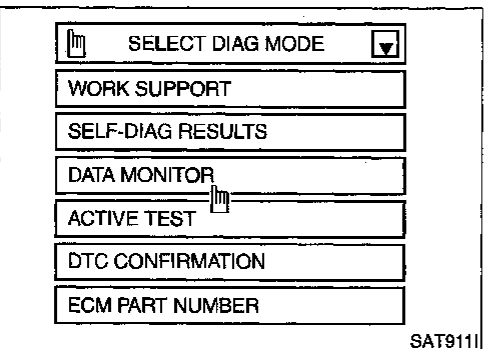 SELECT DIAG MODE
WORK SUPPORT
SELF-DIAG RESULTS
DATA MONITOR
ACTIVE TEST
DTC CONFIRMATION
ECM PART NUMBER
SAT911I